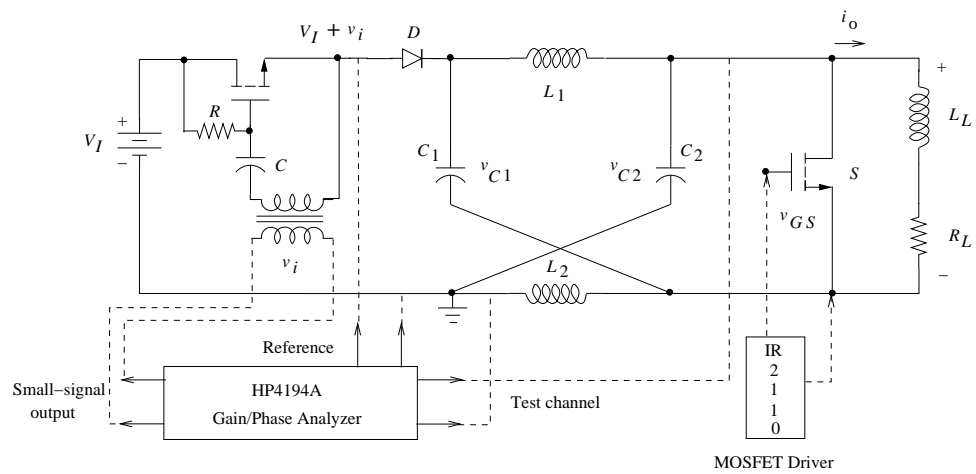 V_I + v_i
D
i_o
+
L_1
R
L_L
V_I
+
−
C
C_1
v_C1
C_2
v_C2
S
v_GS
R_L
v_i
L_2
−
Reference
IR
2
1
1
0
Small−signal
output
HP4194A
Gain/Phase Analyzer
Test channel
MOSFET Driver